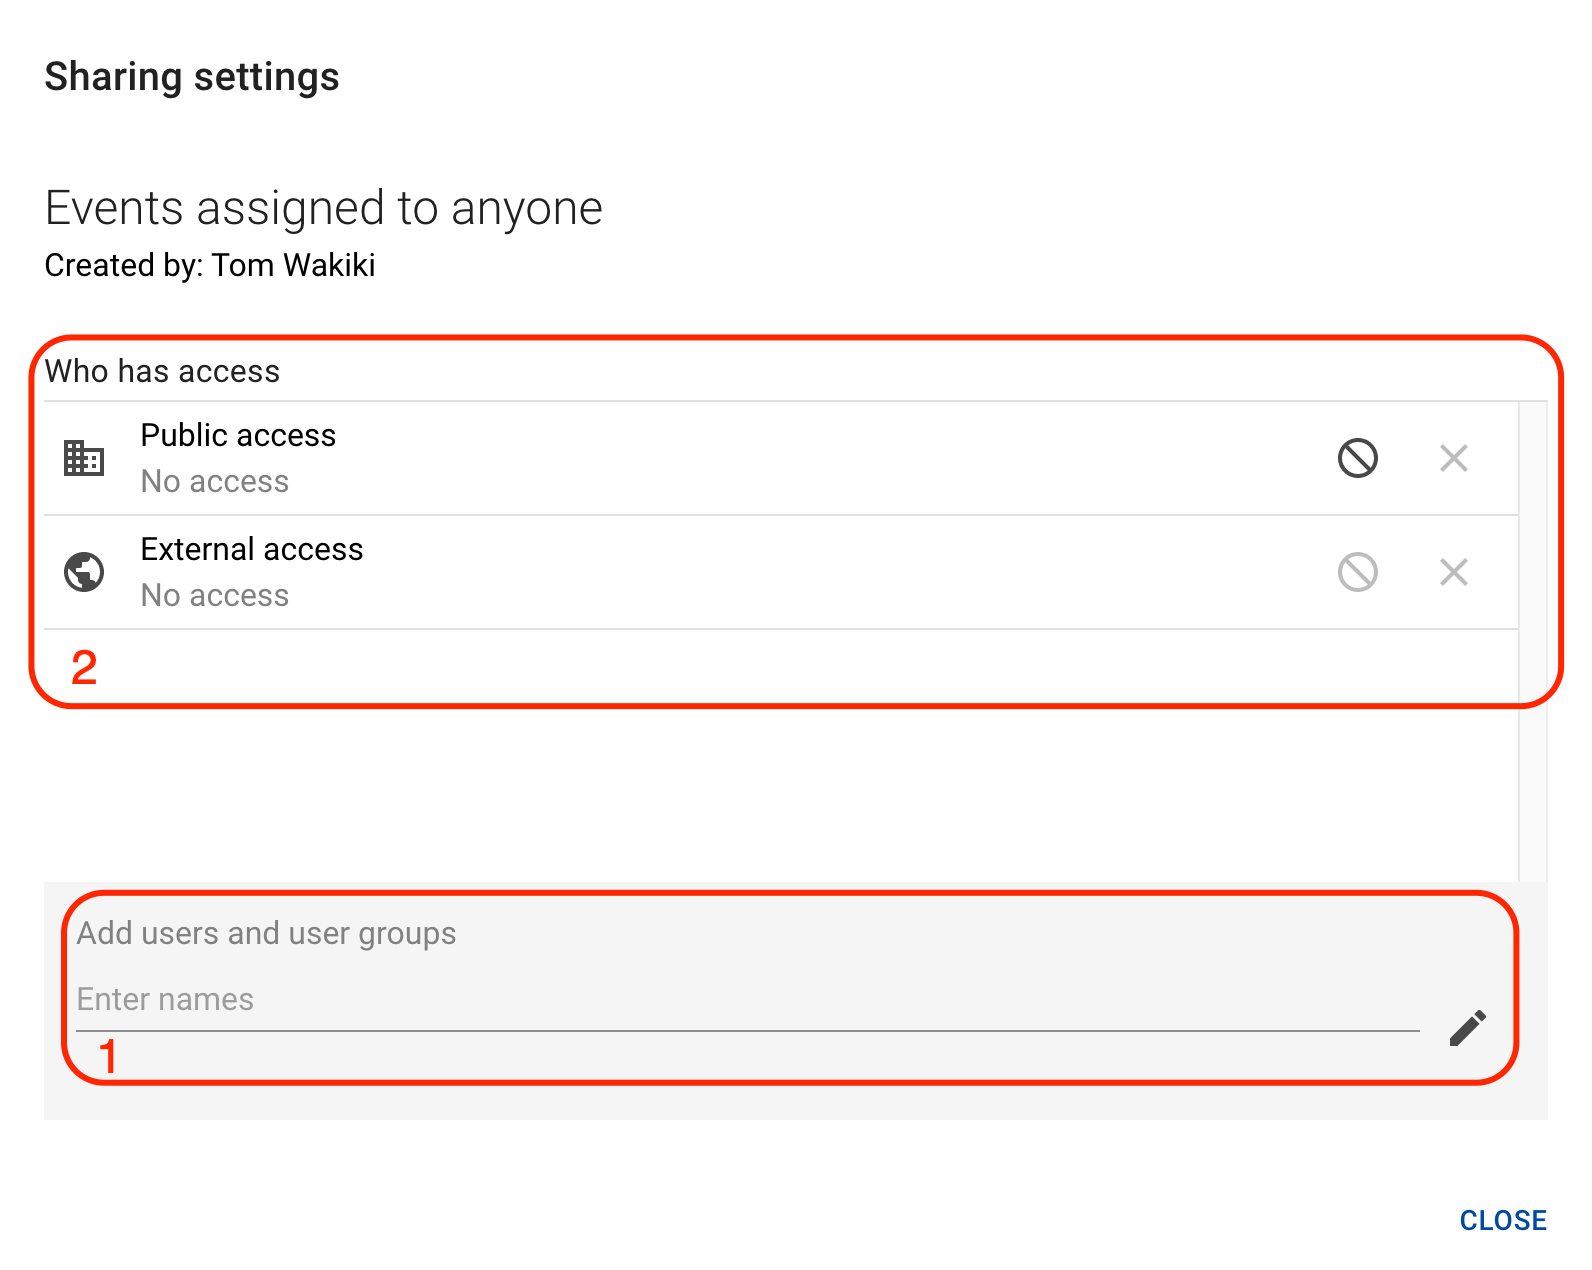 Sharing settings
Events assigned to anyone
Created by: Tom Wakiki
Who has access
Public access
No access
External access
No access
2
Add users and user groups
Enter names
1
CLOSE